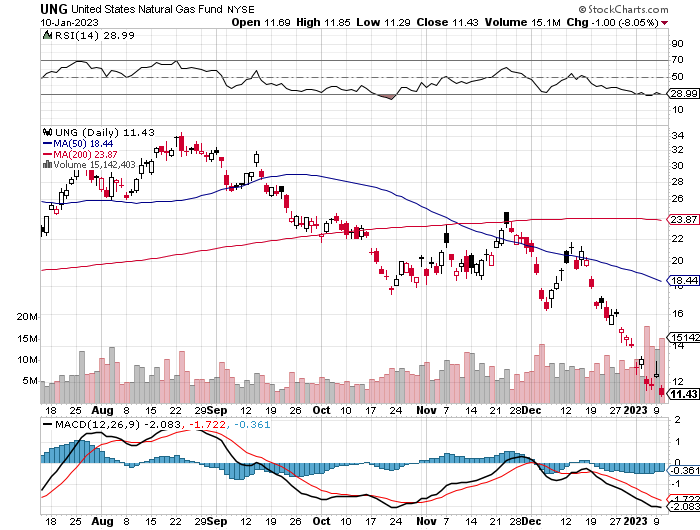 UNG United States Natural Gas Fund NYSE © StockCharts.com
10-Jan-2023 Open 11.69 High 11.85 Low 11.29 Close 11.43 Volume 15.1M Chg -1.00 (-8.05%)
RSI(14) 28.99
90
70
50
30
28.99
10
UNG (Daily) 11.43
MA(50) 18.44
MA(200) 23.87
Volume 15,142,403
34
32
30
28
26
23.87
22
20
18.44
18
16
15142
14
12
11.43
20M
15M
10M
5M
18 25 Aug 8 15 22 29 Sep 12 19 26 Oct 10 17 24 Nov 7 14 21 28 Dec 12 19 27 2023 9
MACD(12,26,9) -2.083, -1.722, -0.361
1
0
-0.361
-1
-1.722
-2.083
18 25 Aug 8 15 22 29 Sep 12 19 26 Oct 10 17 24 Nov 7 14 21 28 Dec 12 19 27 2023 9